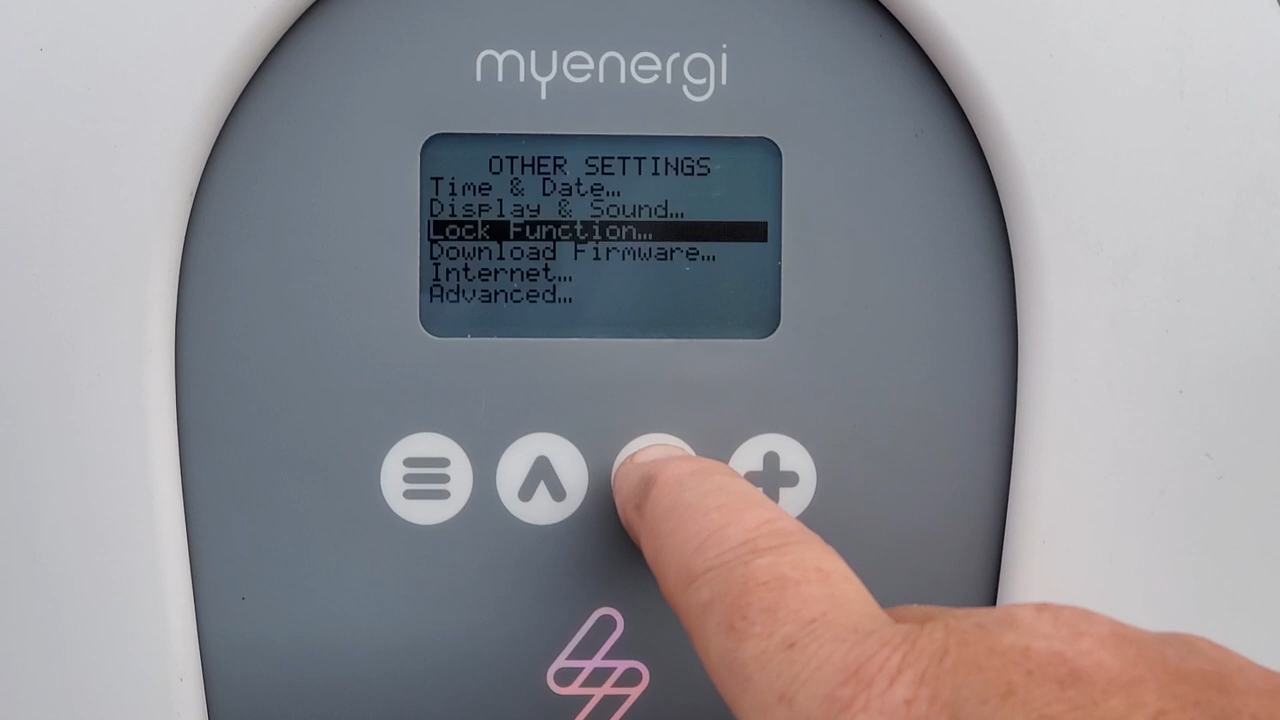 myenergi
OTHER SETTINGS
Time & Date…
Display & Sound…
Lock Function…
Download Firmware…
Internet…
Advanced…